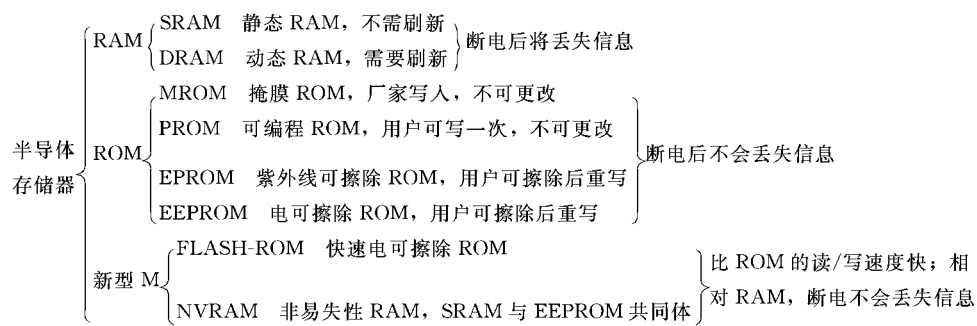 半导体
存储器
RAM
SRAM 静态 RAM，不需刷新
DRAM 动态 RAM，需要刷新
断电后将丢失信息
ROM
MROM 掩膜 ROM，厂家写人，不可更改
PROM 可编程 ROM，用户可写一次，不可更改
EPROM 紫外线可擦除 ROM，用户可擦除后重写
EEPROM 电可擦除 ROM，用户可擦除后重写
断电后不会丢失信息
新型 M
FLASH-ROM 快速电可擦除 ROM
NVRAM 非易失性 RAM，SRAM 与 EEPROM 共同体
比 ROM 的读/写速度快；相
对 RAM，断电不会丢失信息